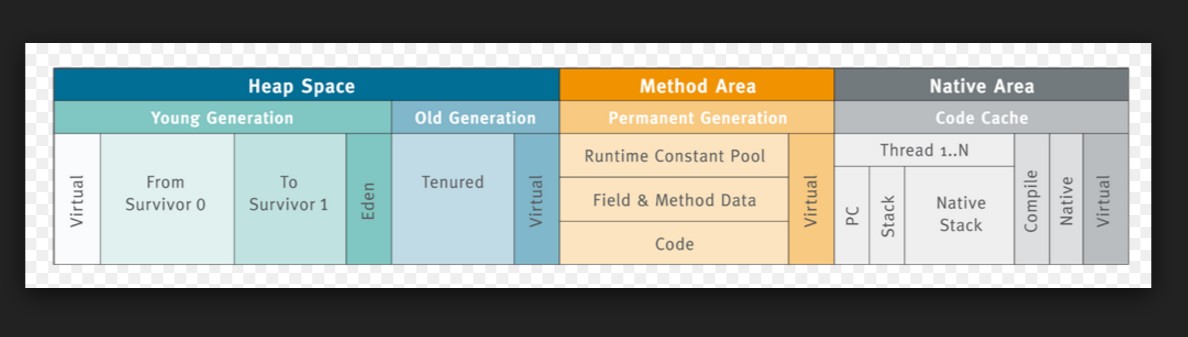 Heap Space
Method Area
Native Area
Young Generation
Old Generation
Permanent Generation
Code Cache
Virtual
From
Survivor 0
To
Survivor 1
Eden
Tenured
Virtual
Runtime Constant Pool
Field & Method Data
Code
Virtual
Thread 1..N
PC
Stack
Native
Stack
Compile
Native
Virtual